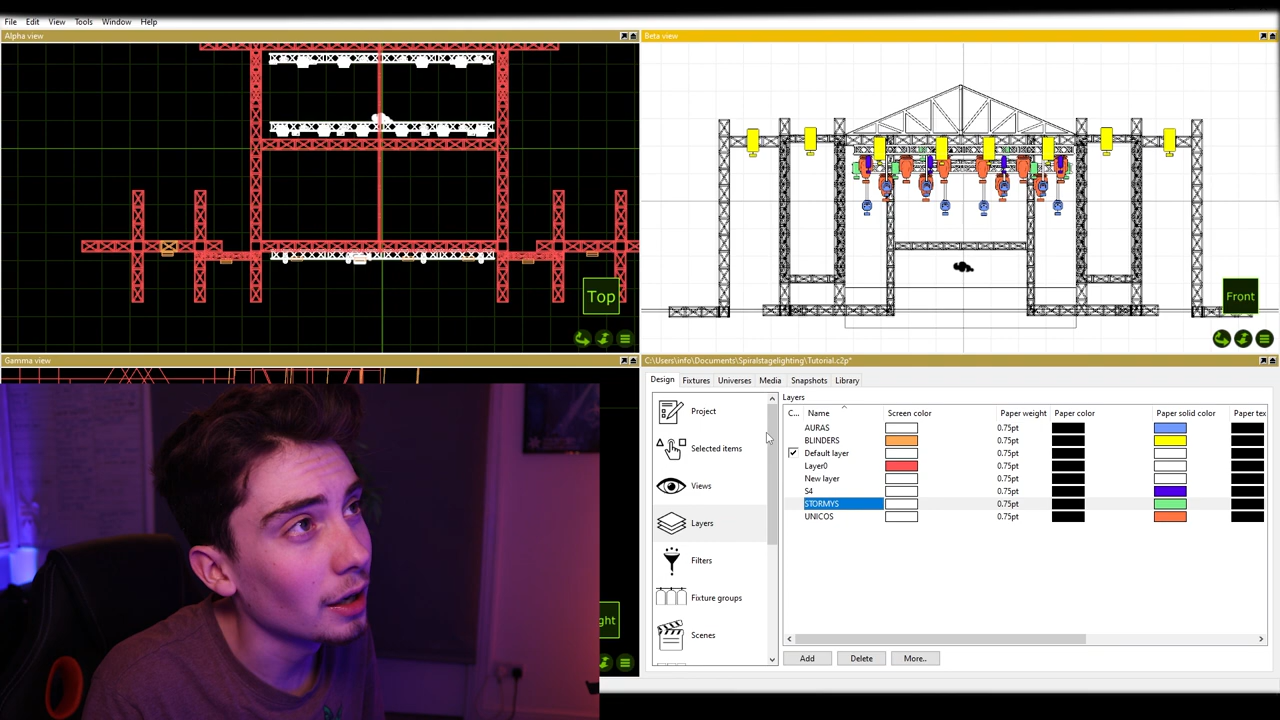 File Edit View Tools Window Help
Alpha view
Beta view
Top
Front
Gamma view
C:\Users\info\Documents\Spiralstagelighting\Tutorial.c2p*
Design Fixtures Universes Media Snapshots Library
Project
Selected items
Views
Layers
Filters
Fixture groups
Scenes
Layers
C... Name Screen color Paper weight Paper color Paper solid color Paper tex
AURAS 0.75pt
BLINDERS 0.75pt
Default layer 0.75pt
Layer0 0.75pt
New layer 0.75pt
S4 0.75pt
STORMYS 0.75pt
UNICOS 0.75pt
ght
Add Delete More..